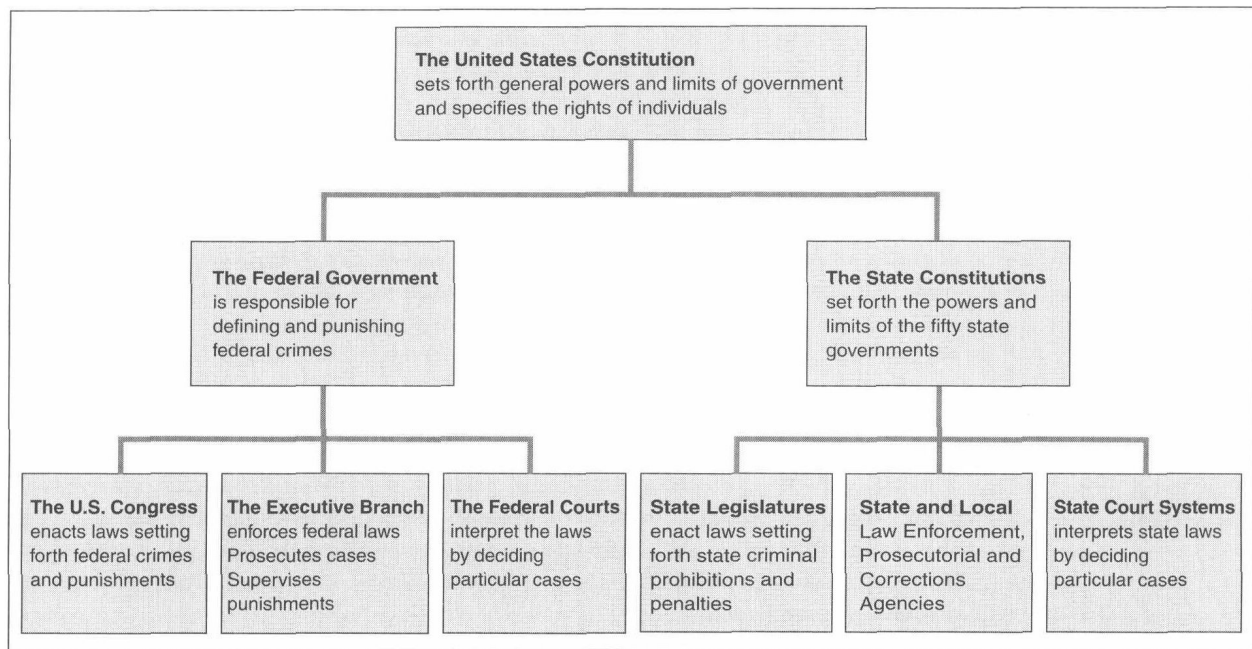 The United States Constitution
sets forth general powers and limits of government
and specifies the rights of individuals
The Federal Government
is responsible for
defining and punishing
federal crimes
The State Constitutions
set forth the powers and
limits of the fifty state
governments
The U.S. Congress
enacts laws setting
forth federal crimes
and punishments
The Executive Branch
enforces federal laws
Prosecutes cases
Supervises
punishments
The Federal Courts
interpret the laws
by deciding
particular cases
State Legislatures
enact laws setting
forth state criminal
prohibitions and
penalties
State and Local
Law Enforcement,
Prosecutorial and
Corrections
Agencies
State Court Systems
interprets state laws
by deciding
particular cases